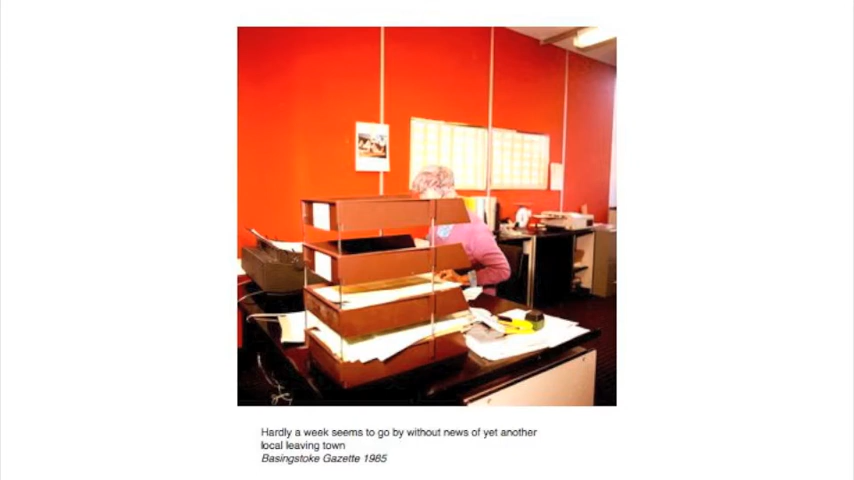 Hardly a week seems to go by without news of yet another
local leaving town
Basingstoke Gazette 1985